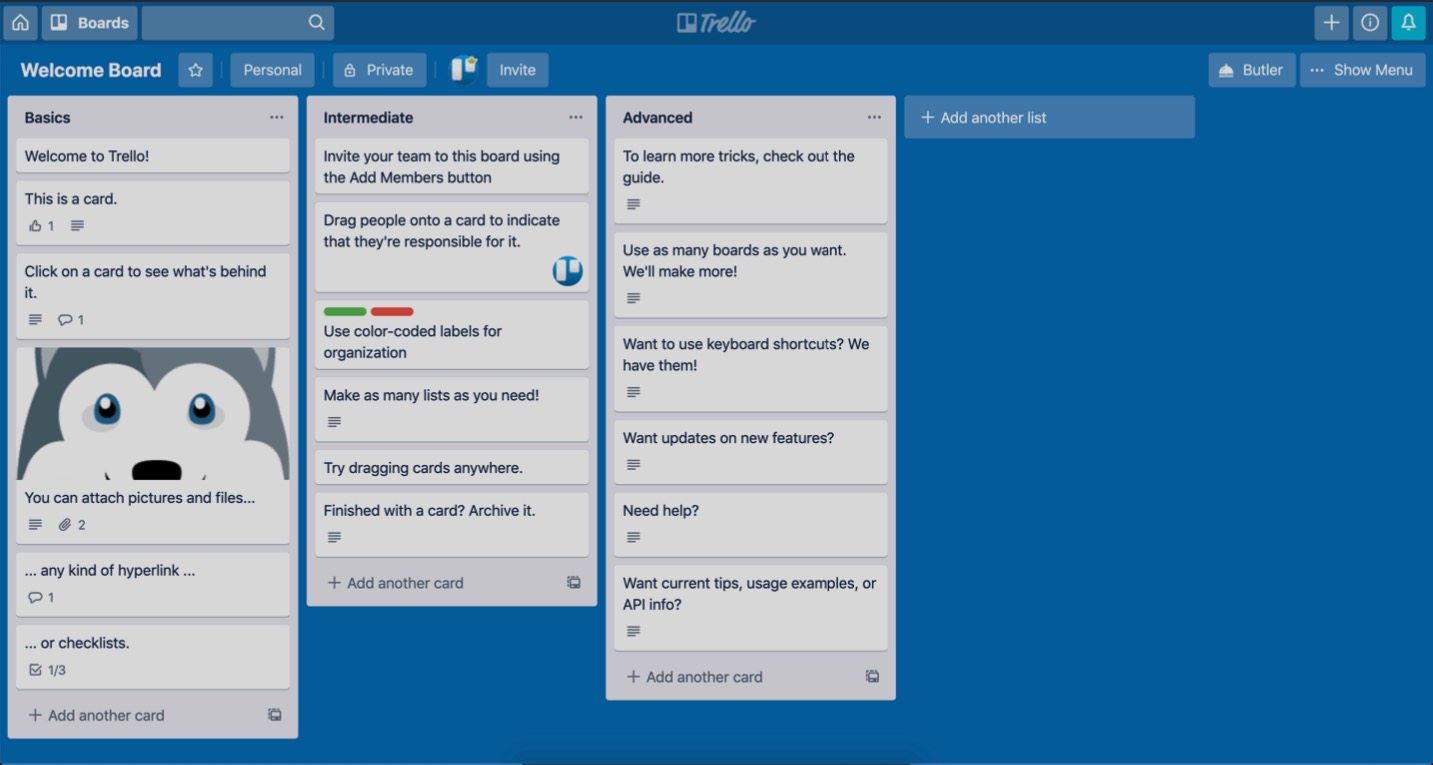 Boards
Trello
Welcome Board
Personal
Private
Invite
Butler
... Show Menu
Basics
Welcome to Trello!
This is a card.
1
Click on a card to see what's behind
it.
1
You can attach pictures and files...
2
... any kind of hyperlink ...
1
... or checklists.
1/3
+ Add another card
Intermediate
Invite your team to this board using
the Add Members button
Drag people onto a card to indicate
that they're responsible for it.
Use color-coded labels for
organization
Make as many lists as you need!
Try dragging cards anywhere.
Finished with a card? Archive it.
+ Add another card
Advanced
To learn more tricks, check out the
guide.
Use as many boards as you want.
We'll make more!
Want to use keyboard shortcuts? We
have them!
Want updates on new features?
Need help?
Want current tips, usage examples, or
API info?
+ Add another card
+ Add another list